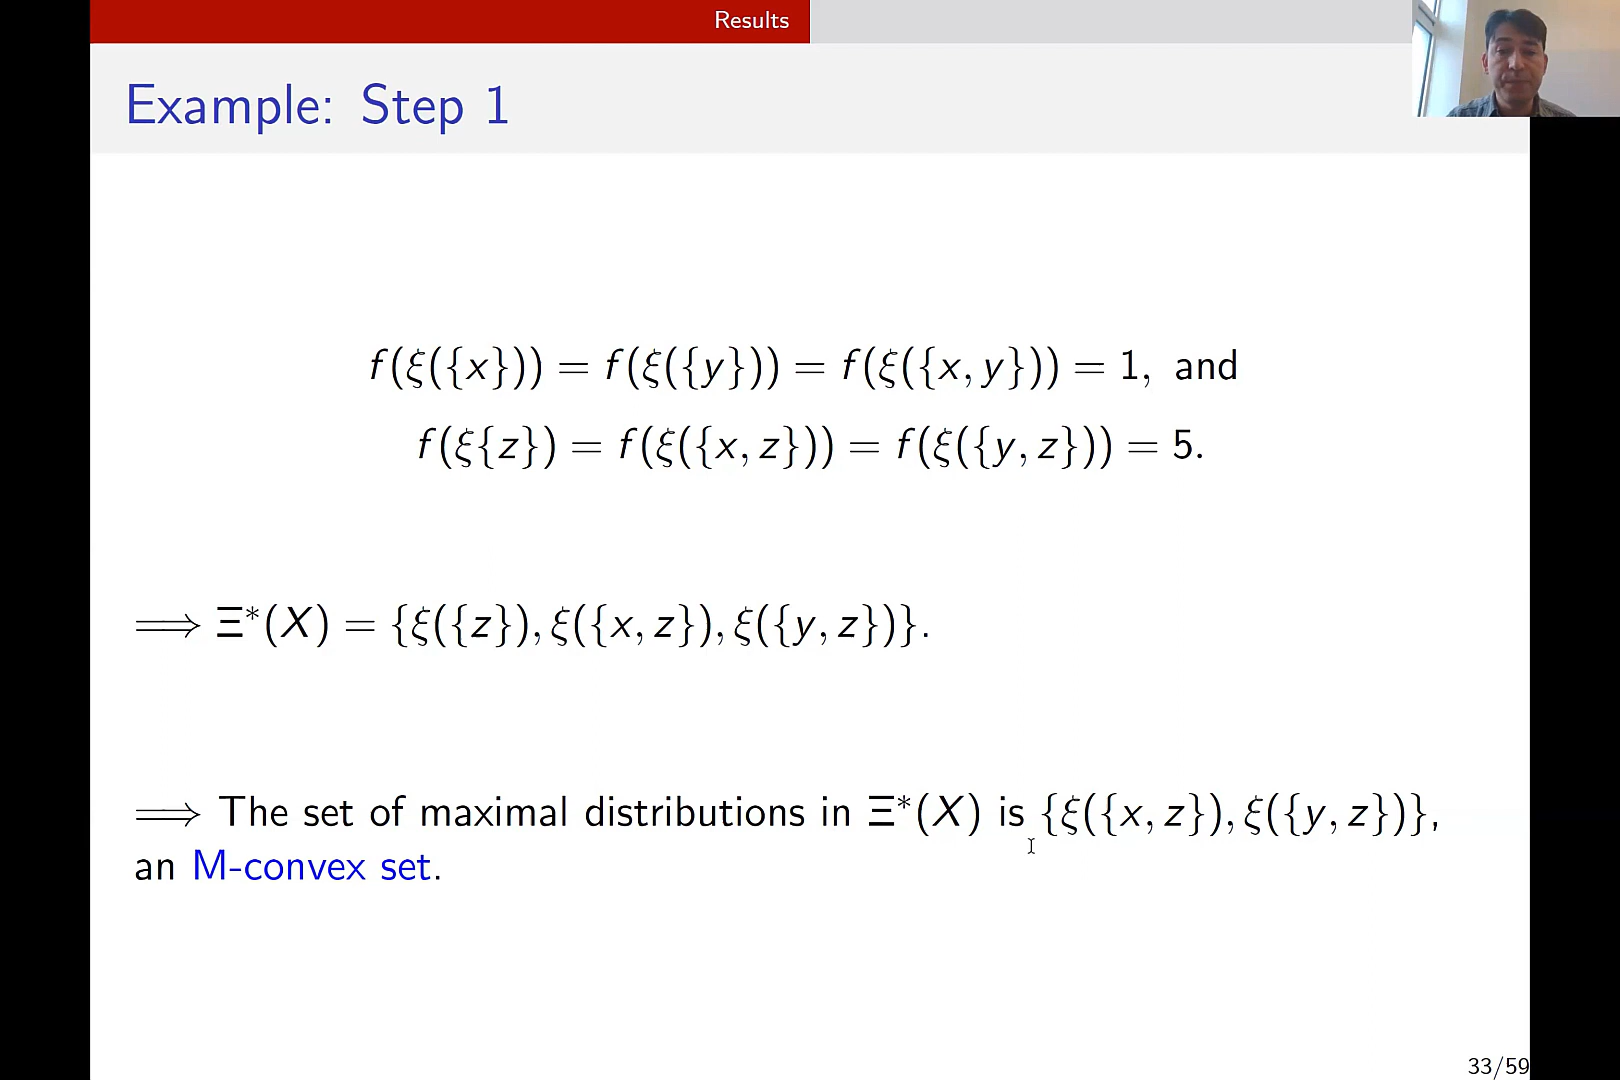 Results
Example: Step 1
f(ξ({x})) = f(ξ({y})) = f(ξ({x, y})) = 1, and
f(ξ{z}) = f(ξ({x, z})) = f(ξ({y, z})) = 5.
⟹ Ξ*(X) = {ξ({z}), ξ({x, z}), ξ({y, z})}.
⟹ The set of maximal distributions in Ξ*(X) is {ξ({x, z}), ξ({y, z})},
an M-convex set.
33/59